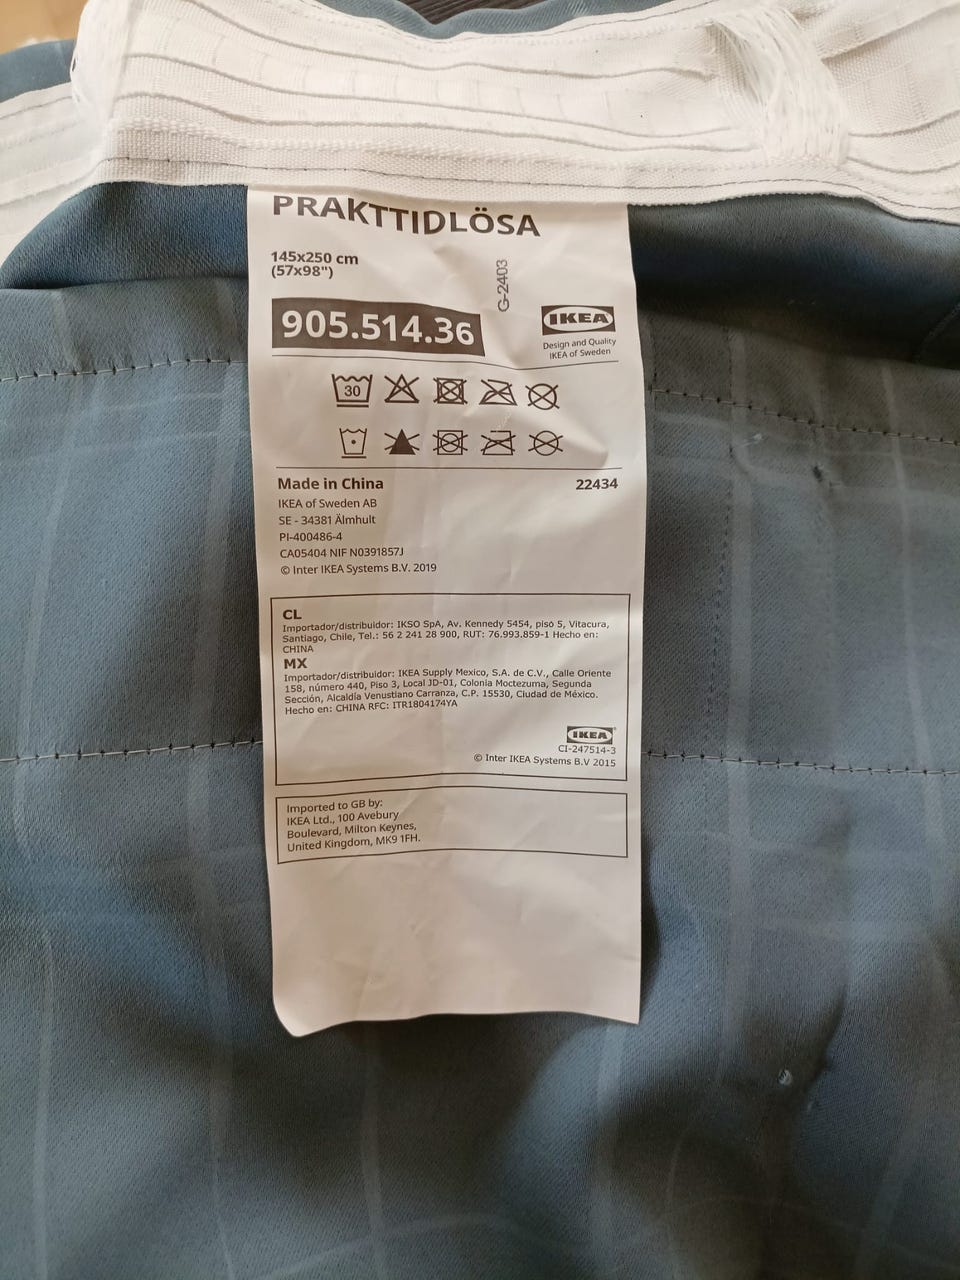 PRAKTTIDLÖSA
145x250 cm
(57x98")
G-2403
905.514.36
IKEA
Design and Quality
IKEA of Sweden
30
Made in China 22434
IKEA of Sweden AB
SE - 34381 Älmhult
PI-400486-4
CA05404 NIF N0391857J
© Inter IKEA Systems B.V. 2019
CL
Importador/distribuidor: IKSO SpA, Av. Kennedy 5454, piso 5, Vitacura,
Santiago, Chile, Tel.: 56 2 241 28 900, RUT: 76.993.859-1 Hecho en:
CHINA
MX
Importador/distribuidor: IKEA Supply Mexico, S.A. de C.V., Calle Oriente
158, número 440, Piso 3, Local JD-01, Colonia Moctezuma, Segunda
Sección, Alcaldía Venustiano Carranza, C.P. 15530, Ciudad de México.
Hecho en: CHINA RFC: ITR1804174YA
IKEA
CI-247514-3
© Inter IKEA Systems B.V 2015
Imported to GB by:
IKEA Ltd., 100 Avebury
Boulevard, Milton Keynes,
United Kingdom, MK9 1FH.